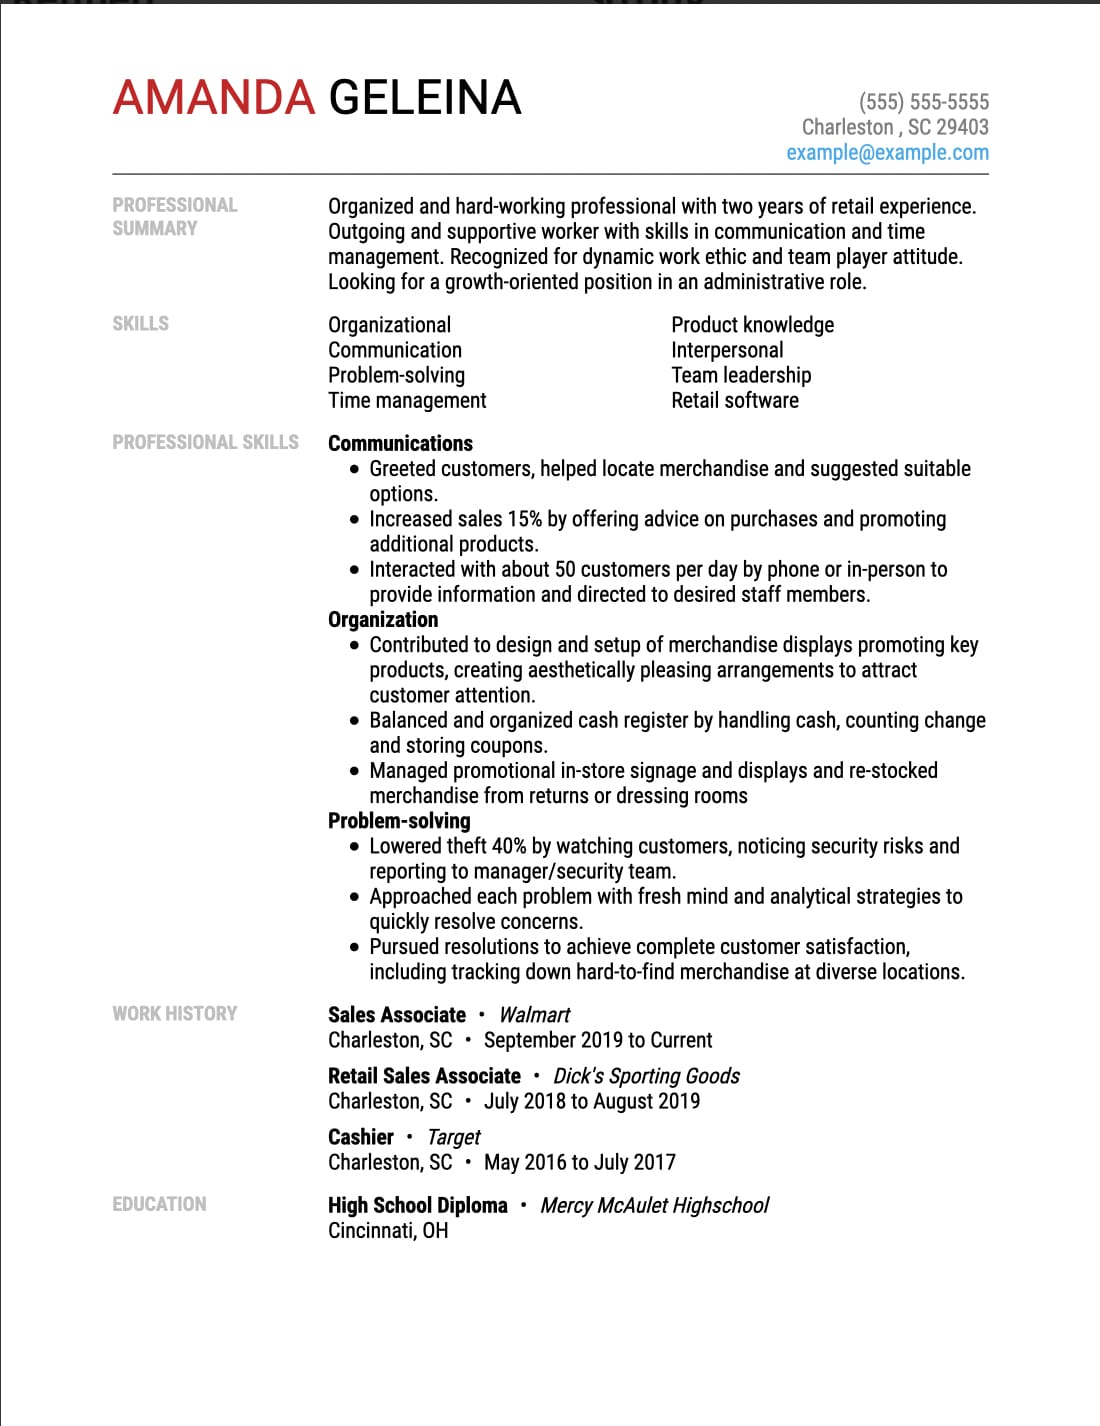 AMANDA GELEINA
(555) 555-5555
Charleston , SC 29403
example@example.com
PROFESSIONAL
SUMMARY
Organized and hard-working professional with two years of retail experience.
Outgoing and supportive worker with skills in communication and time
management. Recognized for dynamic work ethic and team player attitude.
Looking for a growth-oriented position in an administrative role.
SKILLS
Organizational
Communication
Problem-solving
Time management
Product knowledge
Interpersonal
Team leadership
Retail software
PROFESSIONAL SKILLS
Communications
• Greeted customers, helped locate merchandise and suggested suitable
options.
• Increased sales 15% by offering advice on purchases and promoting
additional products.
• Interacted with about 50 customers per day by phone or in-person to
provide information and directed to desired staff members.
Organization
• Contributed to design and setup of merchandise displays promoting key
products, creating aesthetically pleasing arrangements to attract
customer attention.
• Balanced and organized cash register by handling cash, counting change
and storing coupons.
• Managed promotional in-store signage and displays and re-stocked
merchandise from returns or dressing rooms
Problem-solving
• Lowered theft 40% by watching customers, noticing security risks and
reporting to manager/security team.
• Approached each problem with fresh mind and analytical strategies to
quickly resolve concerns.
• Pursued resolutions to achieve complete customer satisfaction,
including tracking down hard-to-find merchandise at diverse locations.
WORK HISTORY
Sales Associate • Walmart
Charleston, SC • September 2019 to Current
Retail Sales Associate • Dick's Sporting Goods
Charleston, SC • July 2018 to August 2019
Cashier • Target
Charleston, SC • May 2016 to July 2017
EDUCATION
High School Diploma • Mercy McAulet Highschool
Cincinnati, OH